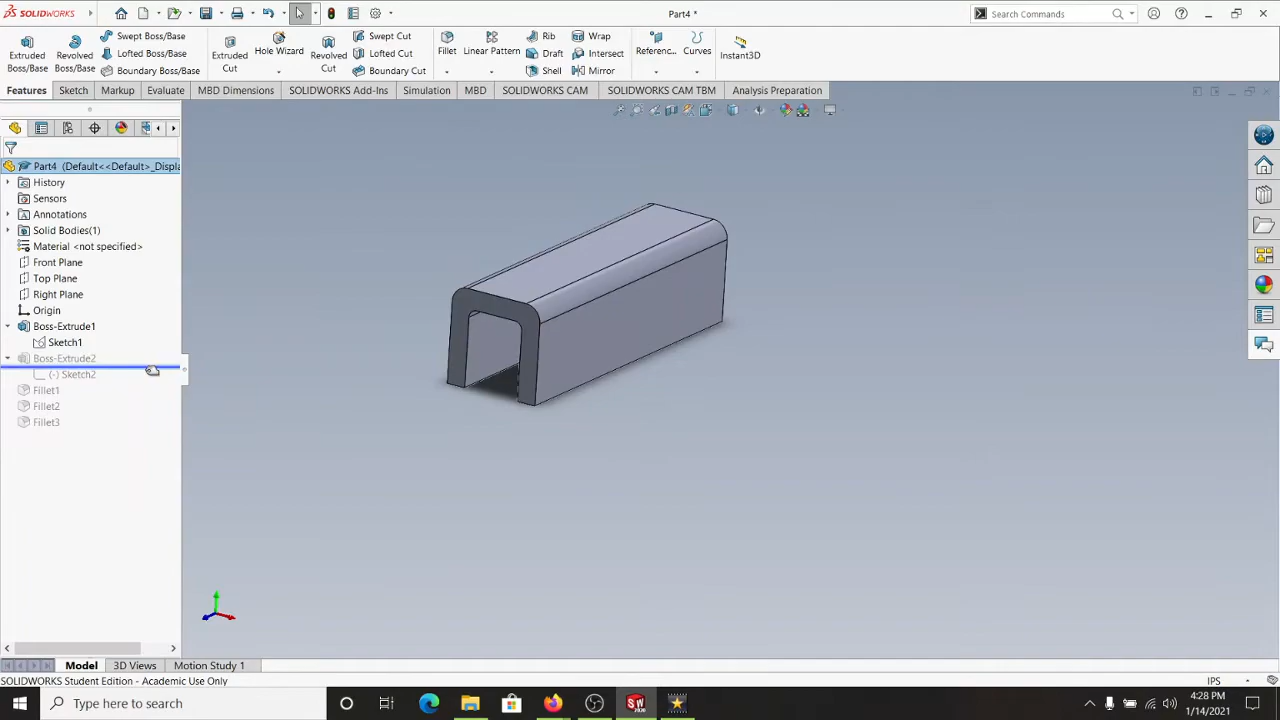 SOLIDWORKS
Part4 *
Search Commands
Extruded Boss/Base
Revolved Boss/Base
Swept Boss/Base
Lofted Boss/Base
Boundary Boss/Base
Extruded Cut
Hole Wizard
Revolved Cut
Swept Cut
Lofted Cut
Boundary Cut
Fillet
Linear Pattern
Rib
Draft
Shell
Wrap
Intersect
Mirror
Referenc...
Curves
Instant3D
Features Sketch Markup Evaluate MBD Dimensions SOLIDWORKS Add-Ins Simulation MBD SOLIDWORKS CAM SOLIDWORKS CAM TBM Analysis Preparation
Part4 (Default<<Default>_Displa
History
Sensors
Annotations
Solid Bodies(1)
Material <not specified>
Front Plane
Top Plane
Right Plane
Origin
Boss-Extrude1
Sketch1
Boss-Extrude2
(-) Sketch2
Fillet1
Fillet2
Fillet3
Model 3D Views Motion Study 1
SOLIDWORKS Student Edition - Academic Use Only
IPS
Type here to search
SW
2020
4:28 PM
1/14/2021